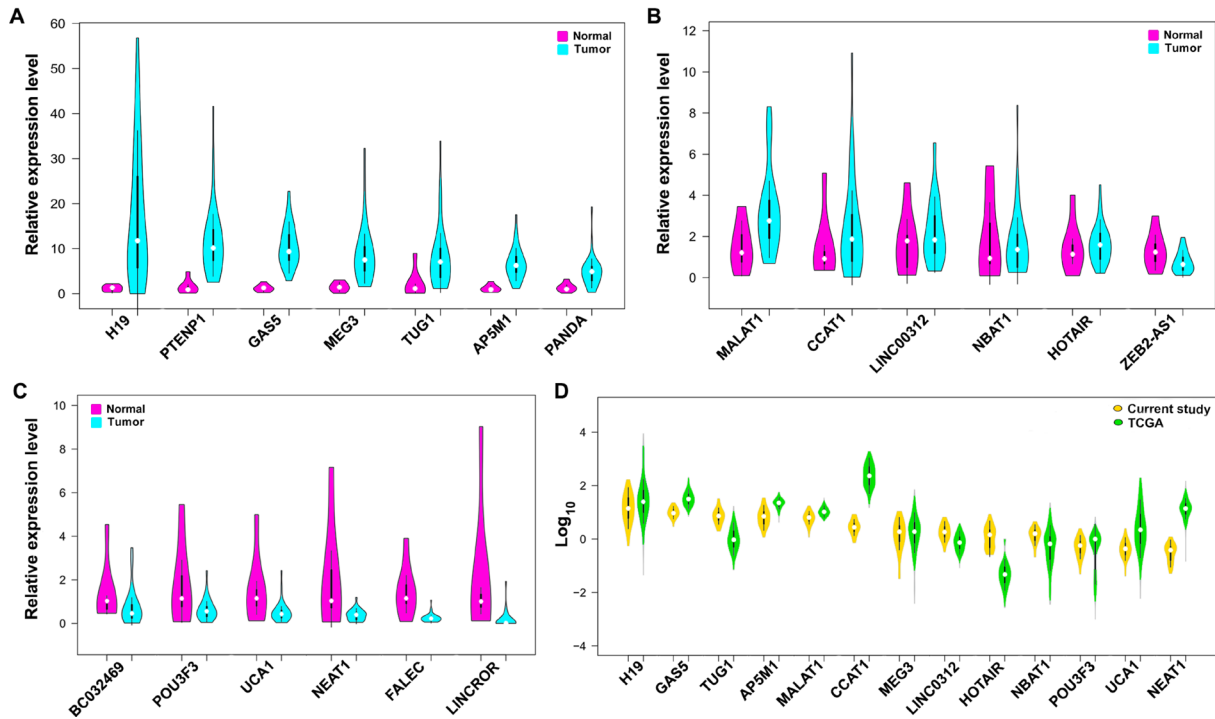 A
Relative expression level
60
50
40
30
20
10
0
Normal
Tumor
H19
PTENP1
GAS5
MEG3
TUG1
AP5M1
PANDA
B
Relative expression level
12
10
8
6
4
2
0
Normal
Tumor
MALAT1
CCAT1
LINC00312
NBAT1
HOTAIR
ZEB2-AS1
C
Relative expression level
10
8
6
4
2
0
Normal
Tumor
BC032469
POU3F3
UCA1
NEAT1
FALEC
LINCROR
D
Log10
4
2
0
−2
−4
Current study
TCGA
H19
GAS5
TUG1
AP5M1
MALAT1
CCAT1
MEG3
LINC0312
HOTAIR
NBAT1
POU3F3
UCA1
NEAT1